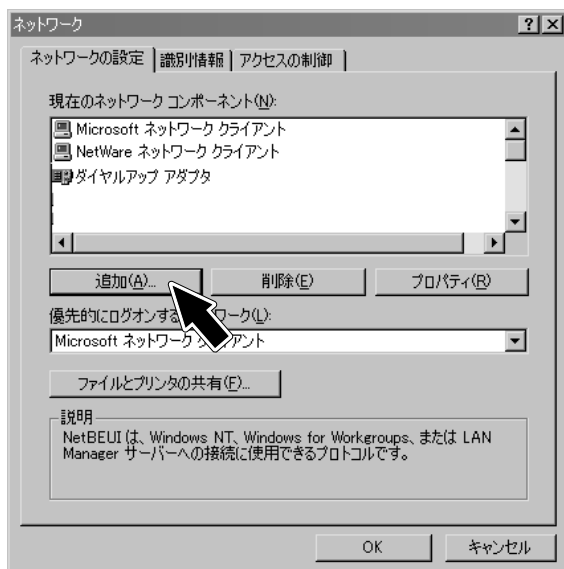 ネットワーク
ネットワークの設定 識別情報 アクセスの制御
現在のネットワーク コンポーネント(N):
Microsoft ネットワーク クライアント
NetWare ネットワーク クライアント
ダイヤルアップ アダプタ
追加(A)... 削除(E) プロパティ(R)
優先的にログオンする ワーク(L):
Microsoft ネットワーク アント
ファイルとプリンタの共有(F)...
説明
NetBEUI は、Windows NT、Windows for Workgroups、または LAN
Manager サーバーへの接続に使用できるプロトコルです。
OK キャンセル